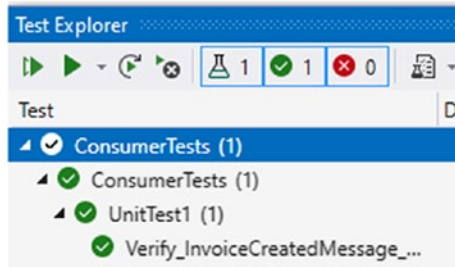 Test Explorer
1 1 0
Test D
ConsumerTests (1)
ConsumerTests (1)
UnitTest1 (1)
Verify_InvoiceCreatedMessage_...